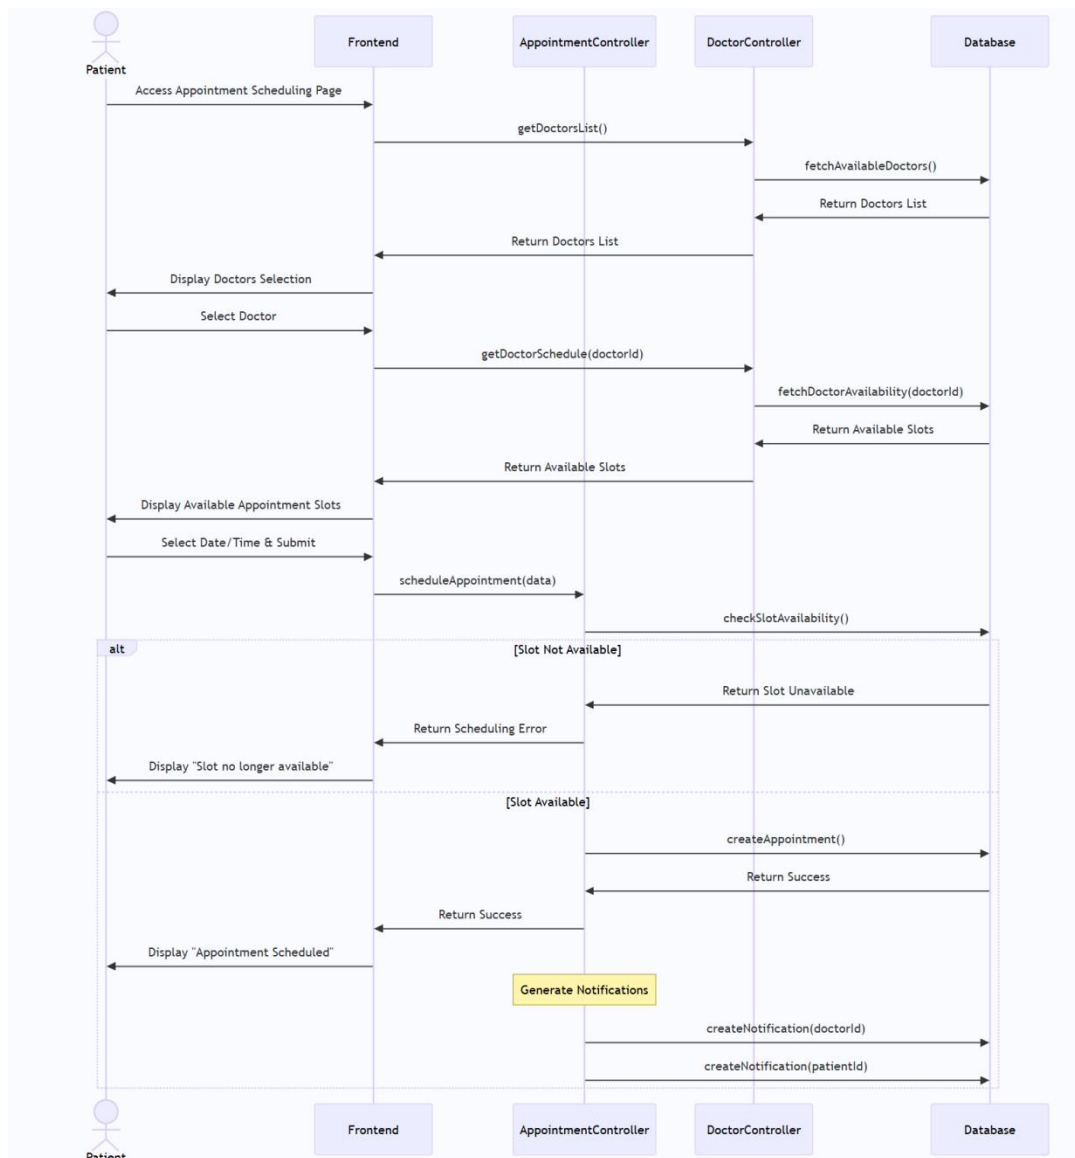 Patient
Frontend
AppointmentController
DoctorController
Database
Access Appointment Scheduling Page
getDoctorsList()
fetchAvailableDoctors()
Return Doctors List
Return Doctors List
Display Doctors Selection
Select Doctor
getDoctorSchedule(doctorId)
fetchDoctorAvailability(doctorId)
Return Available Slots
Return Available Slots
Display Available Appointment Slots
Select Date/Time & Submit
scheduleAppointment(data)
checkSlotAvailability()
alt
[Slot Not Available]
Return Slot Unavailable
Return Scheduling Error
Display "Slot no longer available"
[Slot Available]
createAppointment()
Return Success
Return Success
Display "Appointment Scheduled"
Generate Notifications
createNotification(doctorId)
createNotification(patientId)
Patient
Frontend
AppointmentController
DoctorController
Database